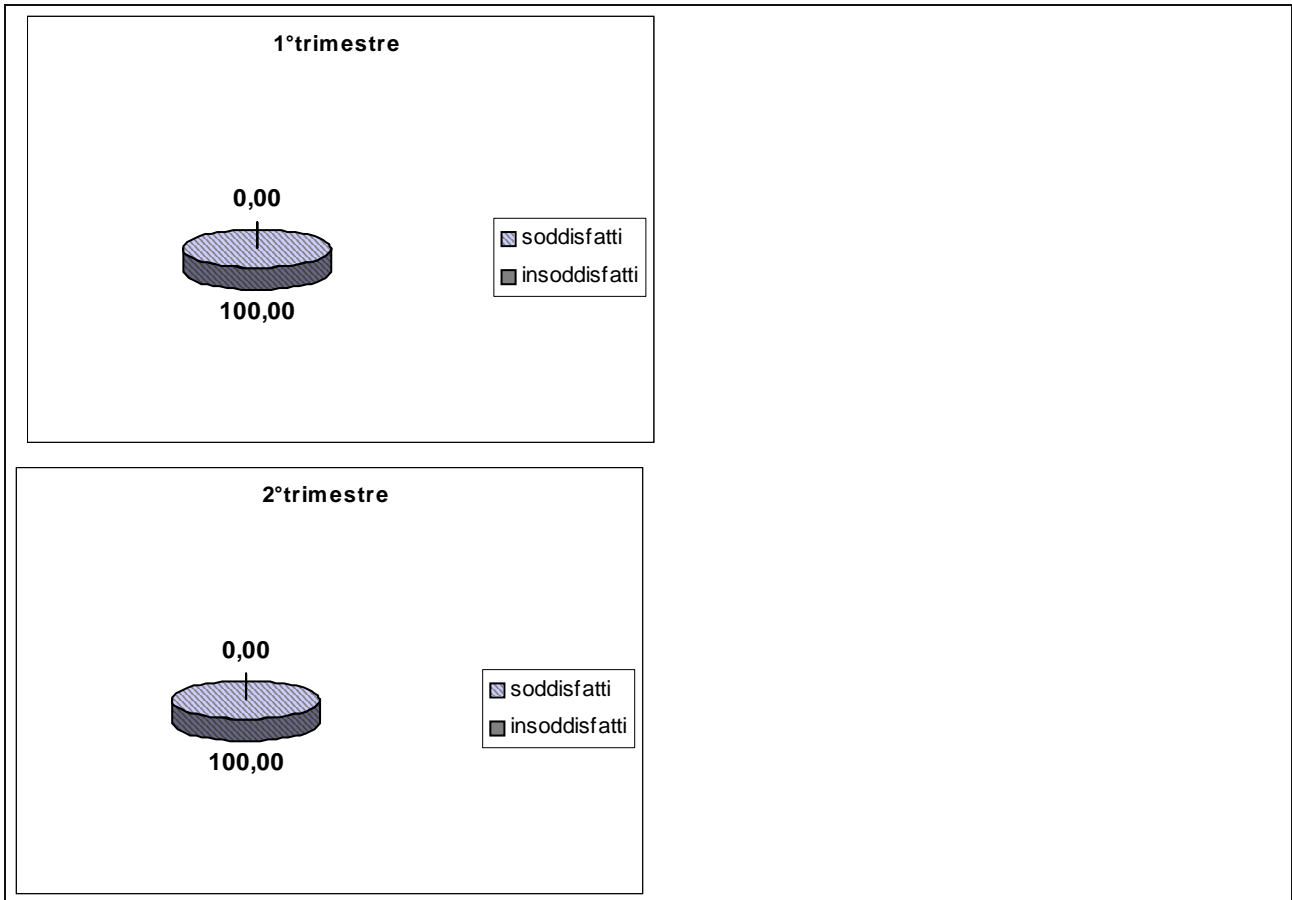 1°trimestre
0,00
100,00
soddisfatti
insoddisfatti
2°trimestre
0,00
100,00
soddisfatti
insoddisfatti